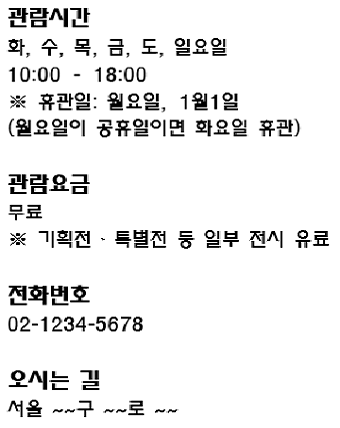 관람시간
화, 수, 목, 금, 도, 일요일
10:00 - 18:00
※ 휴관일: 월요일, 1월1일
(월요일이 공휴일이면 화요일 휴관)
관람요금
무료
※ 기획전 · 특별전 등 일부 전시 유료
전화번호
02-1234-5678
오시는 길
서울 ~~구 ~~로 ~~